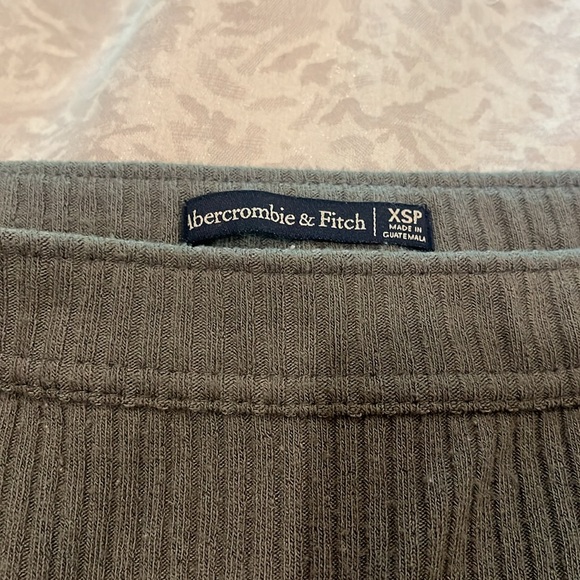 Abercrombie & Fitch
XSP
MADE IN
GUATEMALA